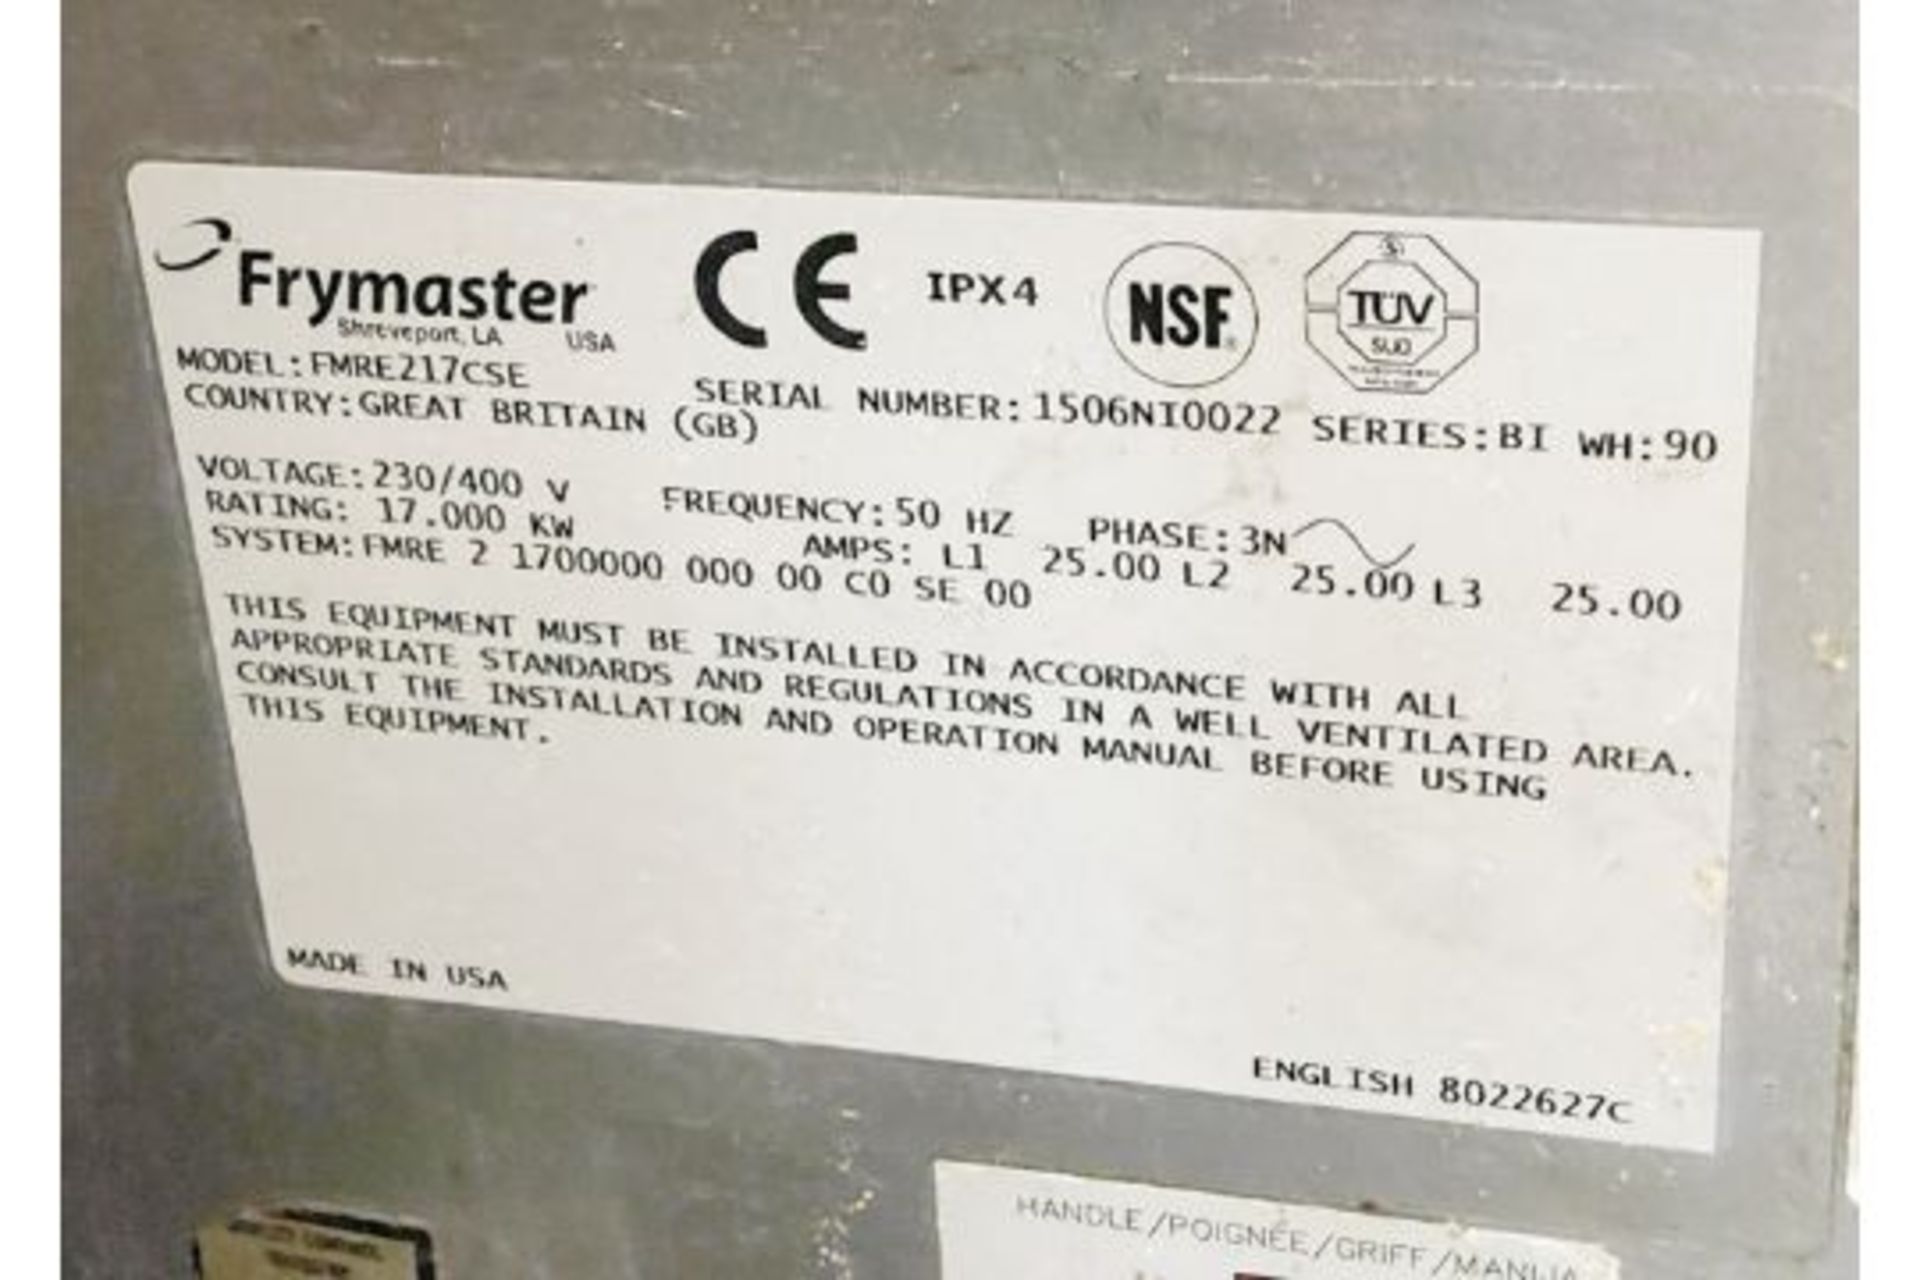 Frymaster
Shreveport, LA USA
CE IPX4 NSF TÜV
SÜD
MODEL:FMRE217CSE SERIAL NUMBER:1506NI0022 SERIES:BI WH:90
COUNTRY:GREAT BRITAIN (GB)
VOLTAGE:230/400 V FREQUENCY:50 HZ PHASE:3N
RATING: 17.000 KW AMPS: L1 25.00 L2 25.00 L3 25.00
SYSTEM:FMRE 2 1700000 000 00 C0 SE 00
THIS EQUIPMENT MUST BE INSTALLED IN ACCORDANCE WITH ALL
APPROPRIATE STANDARDS AND REGULATIONS IN A WELL VENTILATED AREA.
CONSULT THE INSTALLATION AND OPERATION MANUAL BEFORE USING
THIS EQUIPMENT.
MADE IN USA
ENGLISH 8022627C
HANDLE/POIGNÉE/GRIFF/MANIJA